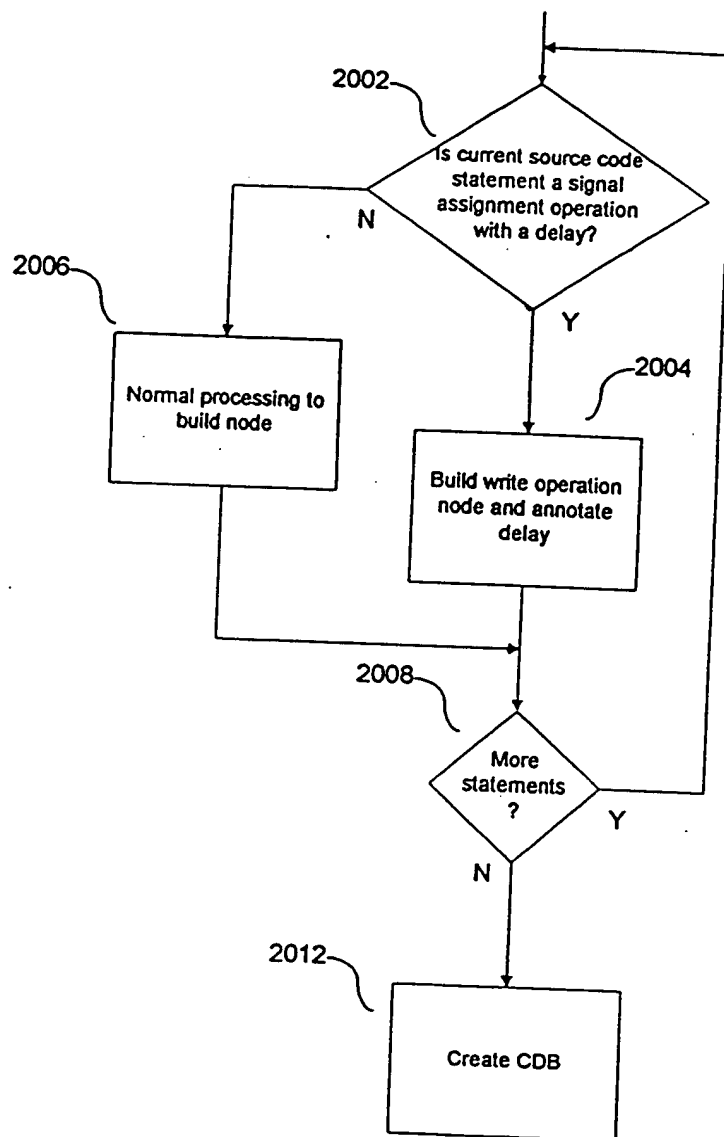 2002
Is current source code
statement a signal
assignment operation
with a delay?
N
Y
2006
Normal processing to
build node
2004
Build write operation
node and annotate
delay
2008
More
statements
?
Y
N
2012
Create CDB